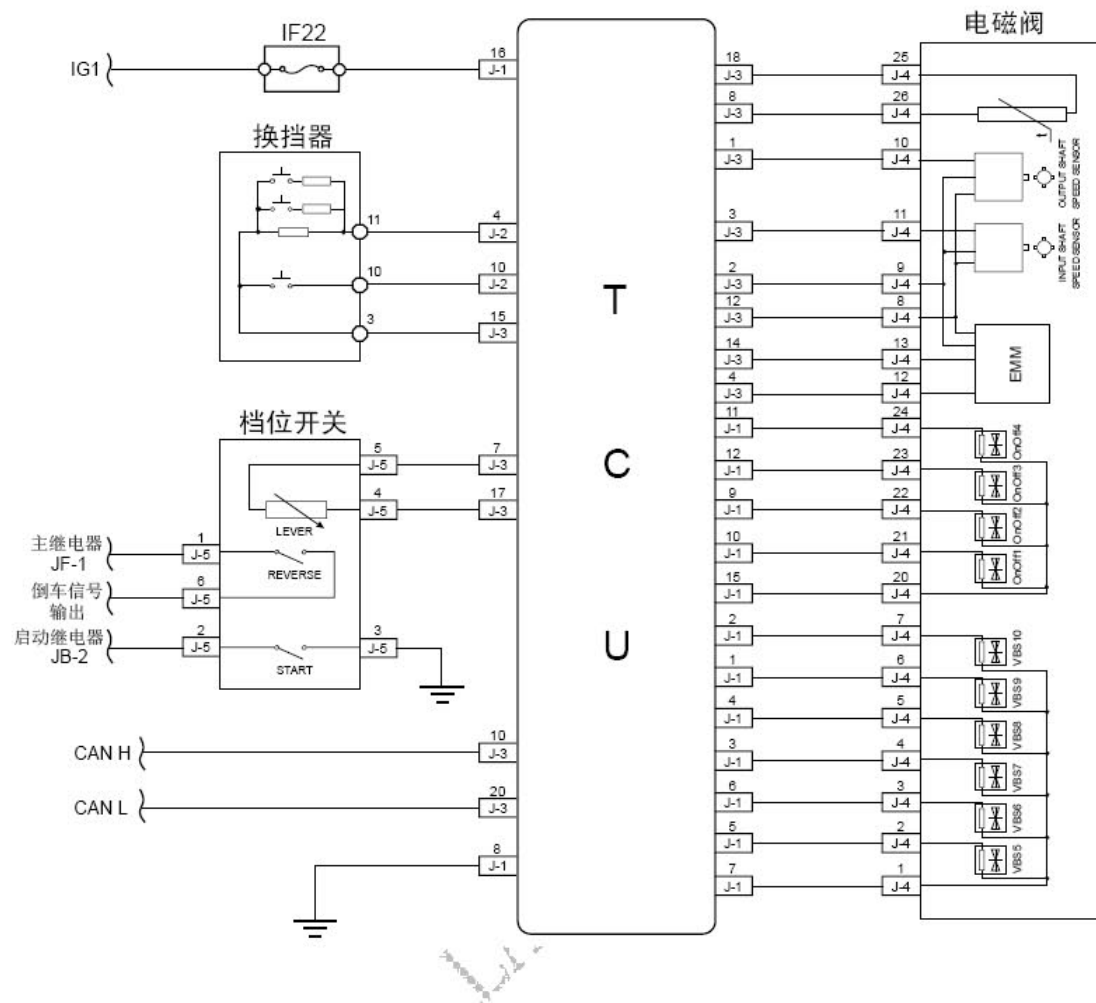 电磁阀
IF22
IG1
16
J-1
18
J-3
25
J-4
8
J-3
26
J-4
t
换挡器
1
J-3
10
J-4
OUTPUT SHAFT
SPEED SENSOR
11
4
J-2
3
J-3
11
J-4
INPUT SHAFT
SPEED SENSOR
10
10
J-2
2
J-3
9
J-4
3
15
J-3
12
J-3
8
J-4
T
14
J-3
13
J-4
EMM
4
J-3
12
J-4
档位开关
11
J-1
24
J-4
OnOff4
5
J-5
7
J-3
C
12
J-1
23
J-4
OnOff3
4
J-5
17
J-3
9
J-1
22
J-4
OnOff2
LEVER
主继电器
JF-1
1
J-5
REVERSE
10
J-1
21
J-4
OnOff1
倒车信号
输出
6
J-5
15
J-1
20
J-4
启动继电器
JB-2
2
J-5
START
3
J-5
U
2
J-1
7
J-4
VBS10
1
J-1
6
J-4
VBS9
4
J-1
5
J-4
VBS8
CAN H
10
J-3
3
J-1
4
J-4
VBS7
CAN L
20
J-3
6
J-1
3
J-4
VBS6
8
J-1
5
J-1
2
J-4
VBS5
7
J-1
1
J-4